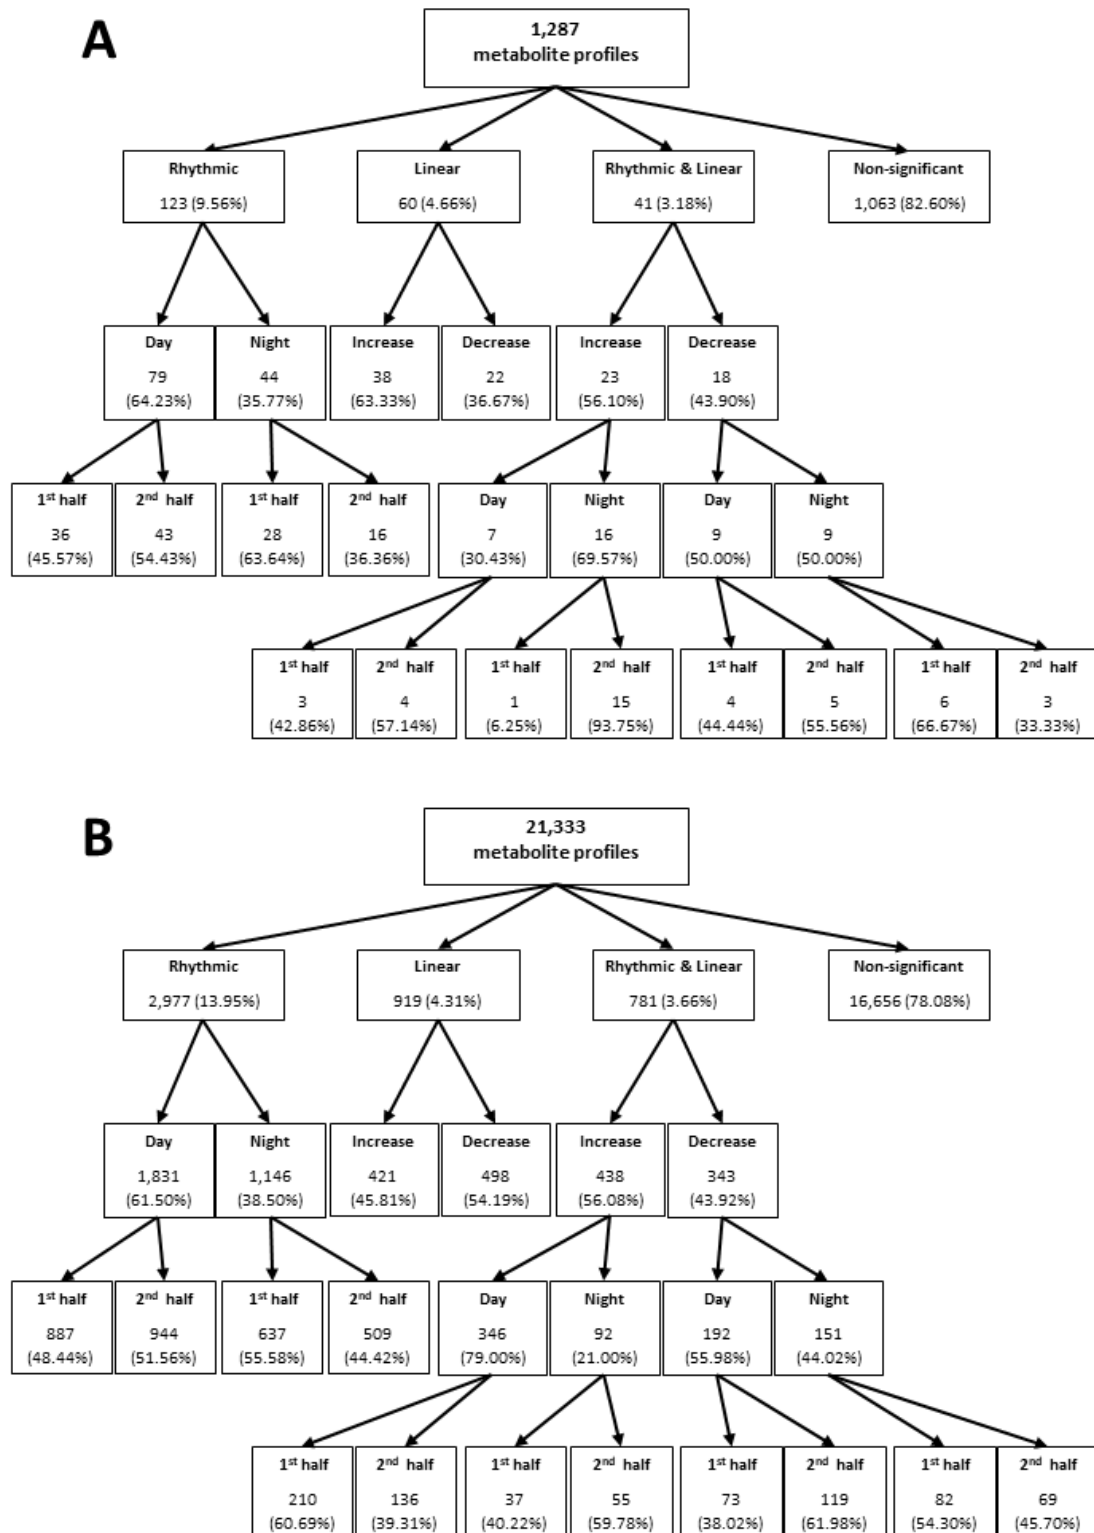 A
1,287
metabolite profiles
Rhythmic
123 (9.56%)
Linear
60 (4.66%)
Rhythmic & Linear
41 (3.18%)
Non-significant
1,063 (82.60%)
Day
79
(64.23%)
Night
44
(35.77%)
Increase
38
(63.33%)
Decrease
22
(36.67%)
Increase
23
(56.10%)
Decrease
18
(43.90%)
1st half
36
(45.57%)
2nd half
43
(54.43%)
1st half
28
(63.64%)
2nd half
16
(36.36%)
Day
7
(30.43%)
Night
16
(69.57%)
Day
9
(50.00%)
Night
9
(50.00%)
1st half
3
(42.86%)
2nd half
4
(57.14%)
1st half
1
(6.25%)
2nd half
15
(93.75%)
1st half
4
(44.44%)
2nd half
5
(55.56%)
1st half
6
(66.67%)
2nd half
3
(33.33%)
B
21,333
metabolite profiles
Rhythmic
2,977 (13.95%)
Linear
919 (4.31%)
Rhythmic & Linear
781 (3.66%)
Non-significant
16,656 (78.08%)
Day
1,831
(61.50%)
Night
1,146
(38.50%)
Increase
421
(45.81%)
Decrease
498
(54.19%)
Increase
438
(56.08%)
Decrease
343
(43.92%)
1st half
887
(48.44%)
2nd half
944
(51.56%)
1st half
637
(55.58%)
2nd half
509
(44.42%)
Day
346
(79.00%)
Night
92
(21.00%)
Day
192
(55.98%)
Night
151
(44.02%)
1st half
210
(60.69%)
2nd half
136
(39.31%)
1st half
37
(40.22%)
2nd half
55
(59.78%)
1st half
73
(38.02%)
2nd half
119
(61.98%)
1st half
82
(54.30%)
2nd half
69
(45.70%)